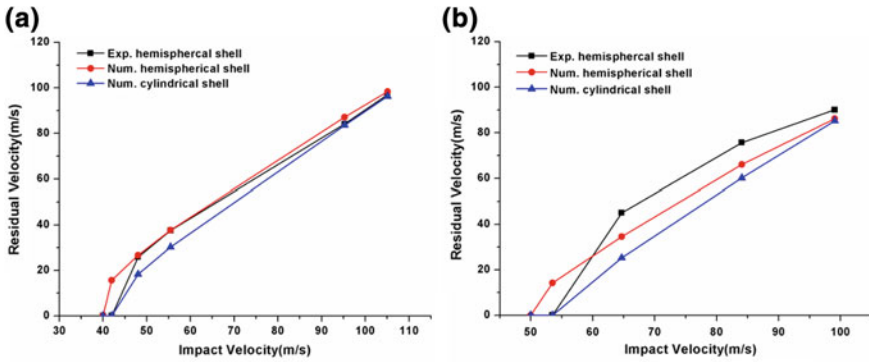 (a)
Residual Velocity(m/s)
120
100
80
60
40
20
0
Exp. hemisphercal shell
Num. hemispherical shell
Num. cylindrical shell
30 40 50 60 70 80 90 100 110
Impact Velocity(m/s)
(b)
Residual Velocity(m/s)
120
100
80
60
40
20
0
Exp. hemisphercal shell
Num. hemispherical shell
Num. cylindrical shell
50 60 70 80 90 100
Impact Velocity(m/s)